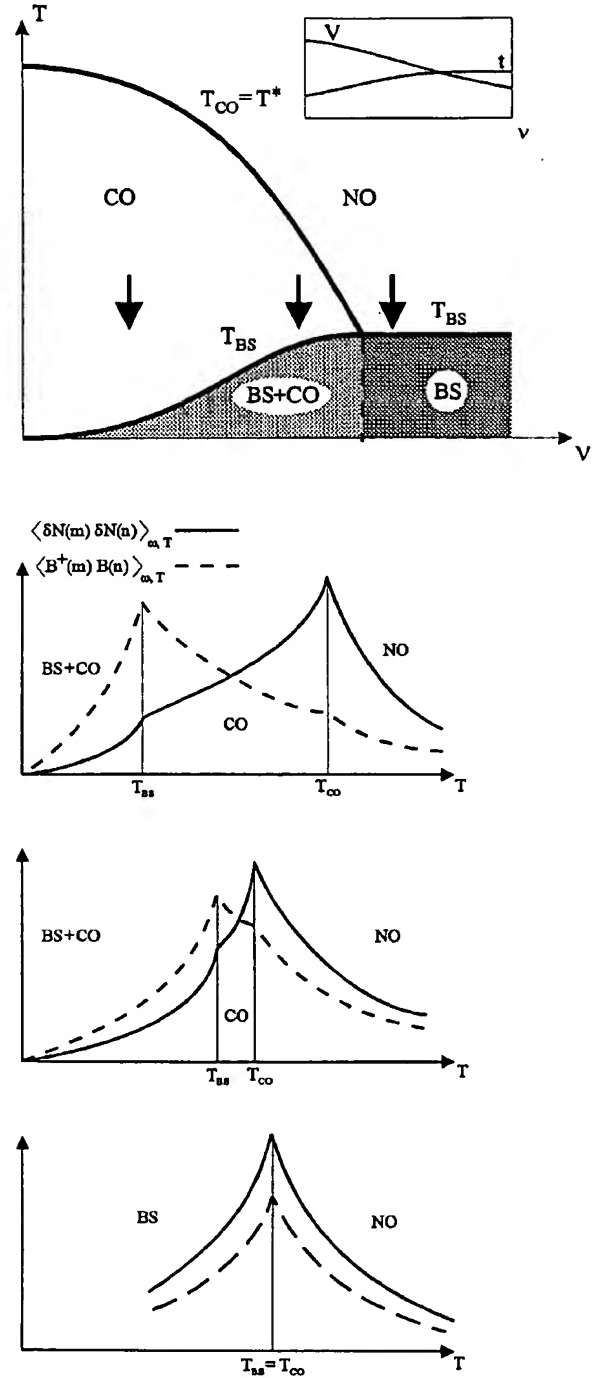 T
V
t
ν
T_CO = T*
CO
NO
T_BS
T_BS
BS+CO
BS
ν
⟨δN(m) δN(n)⟩_ω, T
⟨B⁺(m) B(n)⟩_ω, T
BS+CO
NO
CO
T_BS
T_CO
T
BS+CO
NO
CO
T_BS
T_CO
T
BS
NO
T_BS = T_CO
T